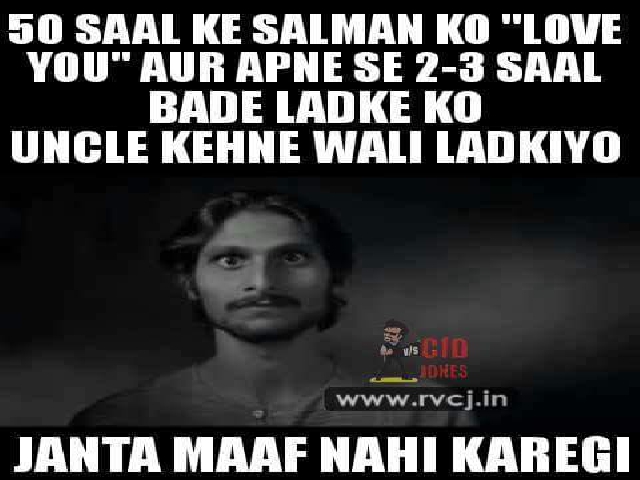 50 SAAL KE SALMAN KO "LOVE
YOU" AUR APNE SE 2-3 SAAL
BADE LADKE KO
UNCLE KEHNE WALI LADKIYO
V/S CID
JOKES
www.rvcj.in
JANTA MAAF NAHI KAREGI